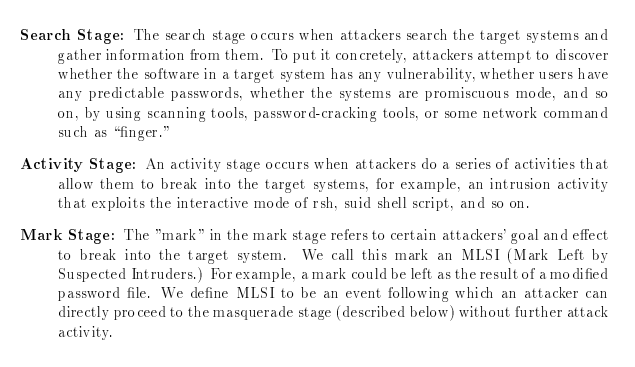 Search Stage: The search stage occurs when attackers search the target systems and
gather information from them. To put it concretely, attackers attempt to discover
whether the software in a target system has any vulnerability, whether users have
any predictable passwords, whether the systems are promiscuous mode, and so
on, by using scanning tools, password-cracking tools, or some network command
such as “finger.”
Activity Stage: An activity stage occurs when attackers do a series of activities that
allow them to break into the target systems, for example, an intrusion activity
that exploits the interactive mode of rsh, suid shell script, and so on.
Mark Stage: The ”mark” in the mark stage refers to certain attackers’ goal and effect
to break into the target system. We call this mark an MLSI (Mark Left by
Suspected Intruders.) For example, a mark could be left as the result of a modified
password file. We define MLSI to be an event following which an attacker can
directly proceed to the masquerade stage (described below) without further attack
activity.